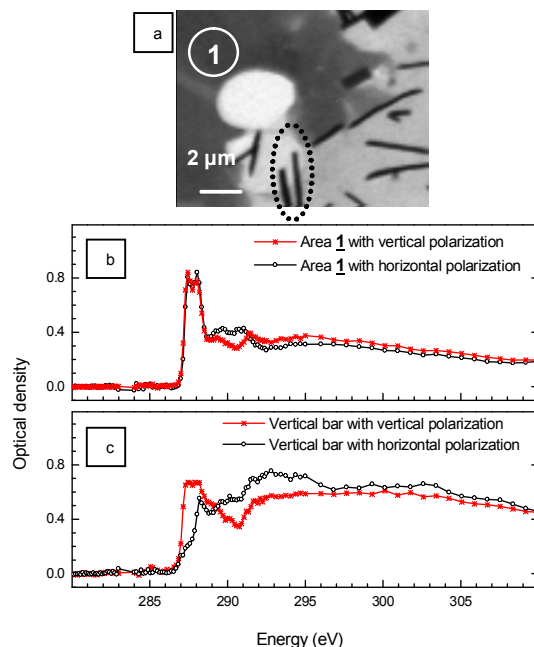 a
1
2 µm
b
Area 1 with vertical polarization
Area 1 with horizontal polarization
0.8
0.4
0.0
c
Vertical bar with vertical polarization
Vertical bar with horizontal polarization
0.8
0.4
0.0
Optical density
285 290 295 300 305
Energy (eV)